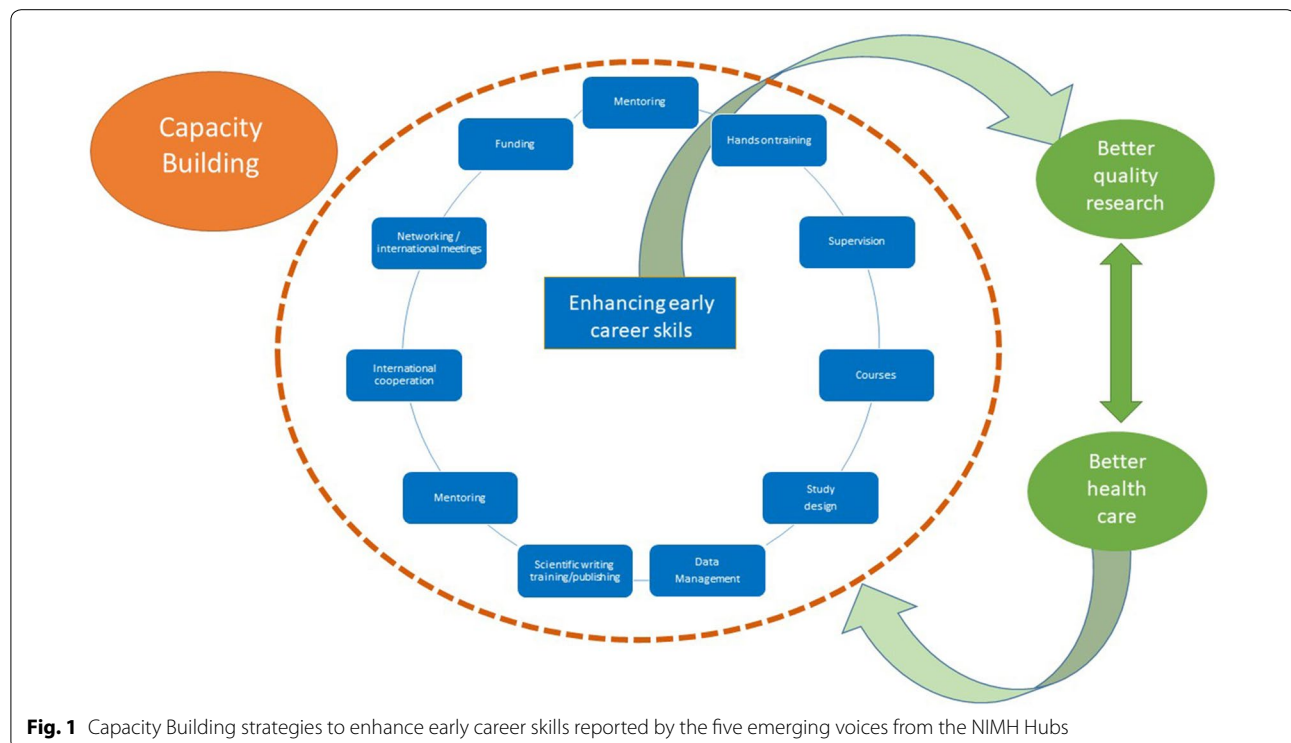 Capacity
Building
Mentoring
Hands on training
Supervision
Courses
Study
design
Data
Management
Scientific writing
training/publishing
Mentoring
International
cooperation
Networking /
international meetings
Funding
Enhancing early
career skils
Better
quality
research
Better
health
care
Fig. 1 Capacity Building strategies to enhance early career skills reported by the five emerging voices from the NIMH Hubs